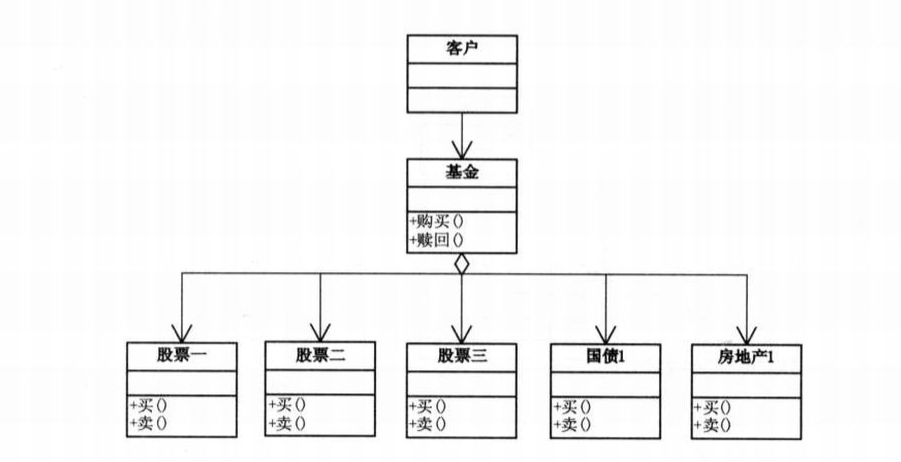 客户
基金
+购买()
+赎回()
股票一
股票二
股票三
国债1
房地产1
+买()
+卖()
+买()
+卖()
+买()
+卖()
+买()
+卖()
+买()
+卖()